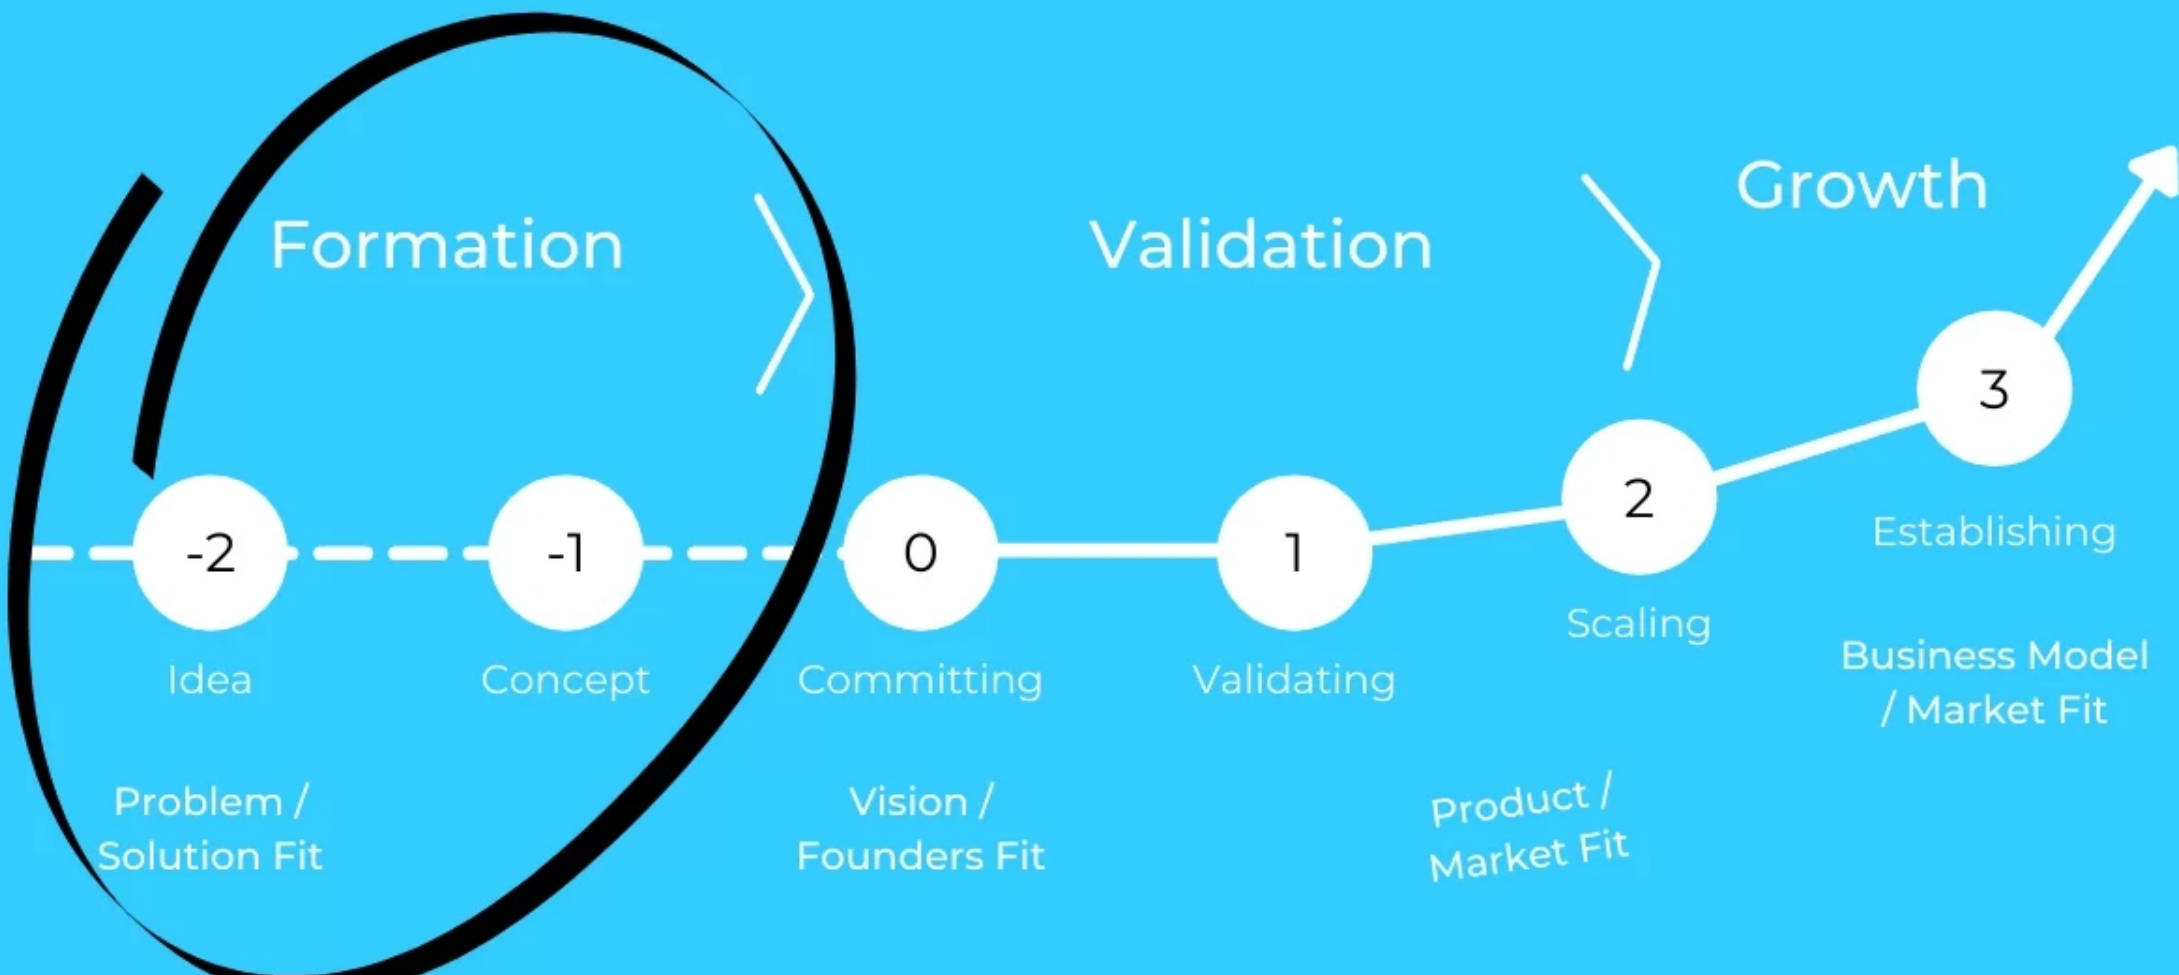 Formation
Validation
Growth
-2
-1
0
1
2
3
Idea
Concept
Committing
Validating
Scaling
Establishing
Problem /
Solution Fit
Vision /
Founders Fit
Product /
Market Fit
Business Model
/ Market Fit